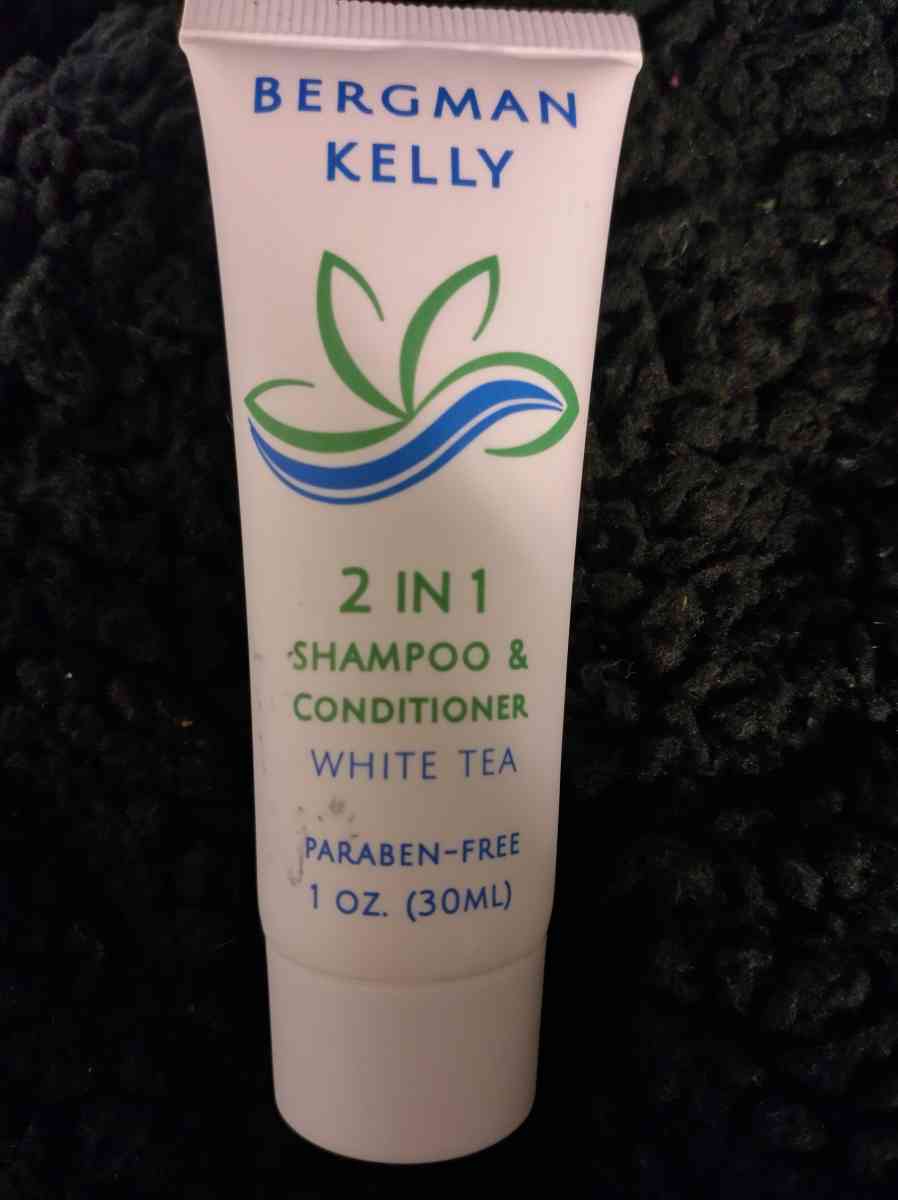 BERGMAN
KELLY
2 IN 1
SHAMPOO &
CONDITIONER
WHITE TEA
PARABEN-FREE
1 OZ. (30ML)